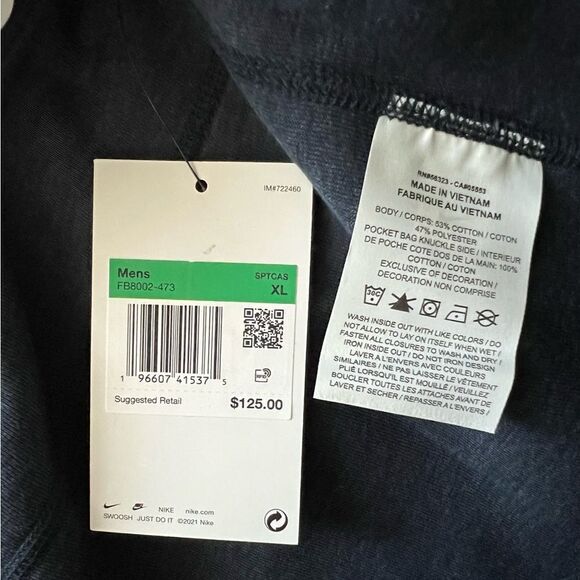 IM#722460
Mens
SPTCAS
FB8002-473
XL
1 96607 41537 5
RFID
Suggested Retail
$125.00
NIKE nike.com
SWOOSH JUST DO IT ©2021 Nike
RN#56323 - CA#05553
MADE IN VIETNAM
FABRIQUE AU VIETNAM
BODY / CORPS: 53% COTTON / COTON
47% POLYESTER
POCKET BAG KNUCKLE SIDE / INTERIEUR
DE POCHE COTE DOS DE LA MAIN: 100%
COTTON / COTON
EXCLUSIVE OF DECORATION /
DECORATION NON COMPRISE
30C
WASH INSIDE OUT WITH LIKE COLORS / DO
NOT ALLOW TO LAY ON ITSELF WHEN WET /
FASTEN ALL CLOSURES TO WASH AND DRY /
IRON INSIDE OUT / DO NOT IRON DESIGN
LAVER A L'ENVERS AVEC COULEURS
SIMILAIRES / NE PAS LAISSER LE VÊTEMENT
PLIÉ LORSQU'IL EST MOUILLÉ /
BOUCLER TOUTES LES ATTACHES AVANT DE
LAVER ET SECHER / REPASSER A L'ENVERS /